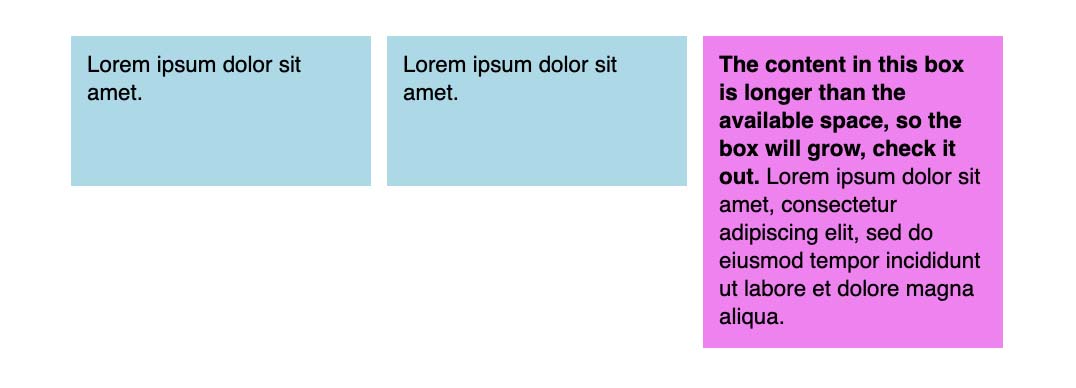 Lorem ipsum dolor sit
amet.
Lorem ipsum dolor sit
amet.
The content in this box
is longer than the
available space, so the
box will grow, check it
out. Lorem ipsum dolor sit
amet, consectetur
adipiscing elit, sed do
eiusmod tempor incididunt
ut labore et dolore magna
aliqua.